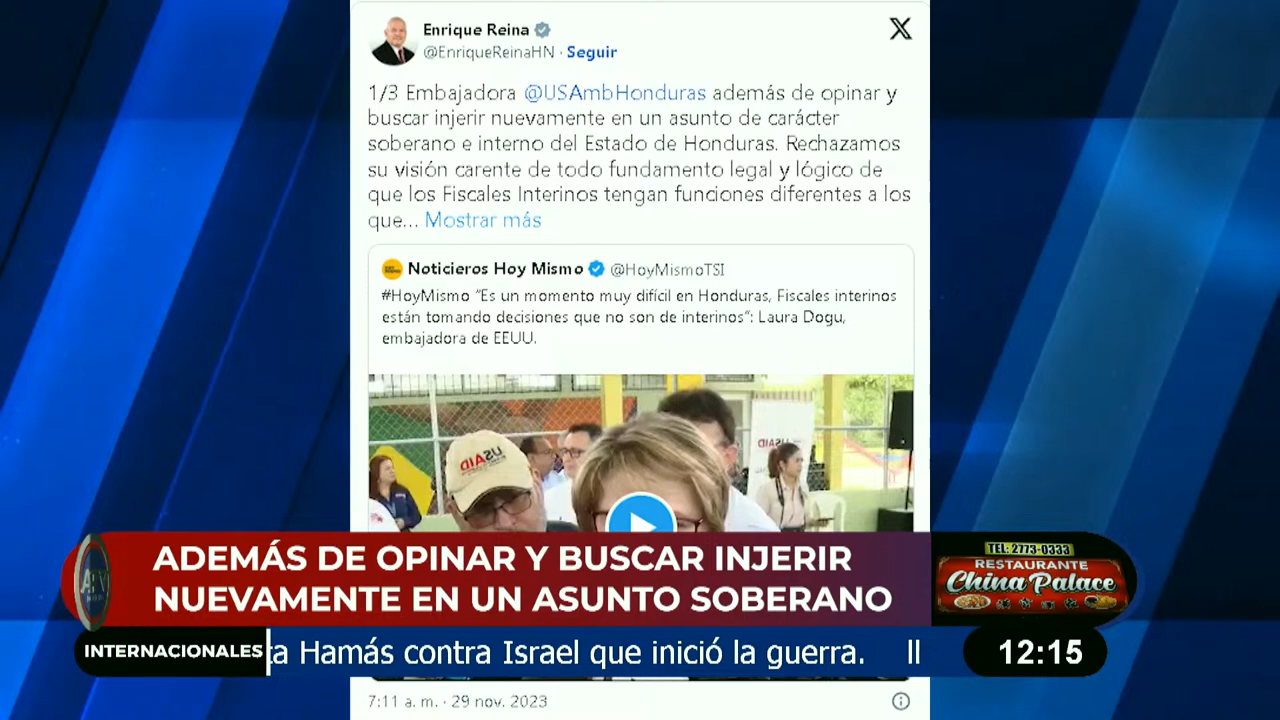 Enrique Reina
@EnriqueReinaHN · Seguir
1/3 Embajadora @USAmbHonduras además de opinar y
buscar injerir nuevamente en un asunto de carácter
soberano e interno del Estado de Honduras. Rechazamos
su visión carente de todo fundamento legal y lógico de
que los Fiscales Interinos tengan funciones diferentes a los
que... Mostrar más
Noticieros Hoy Mismo @HoyMismoTSI
#HoyMismo "Es un momento muy difícil en Honduras, Fiscales interinos
están tomando decisiones que no son de interinos": Laura Dogu,
embajadora de EEUU.
USAID
USAID
ADEMÁS DE OPINAR Y BUSCAR INJERIR
NUEVAMENTE EN UN ASUNTO SOBERANO
TEL: 2773-0333
RESTAURANTE
China Palace
INTERNACIONALES
ta Hamás contra Israel que inició la guerra. II
12:15
7:11 a. m. · 29 nov. 2023